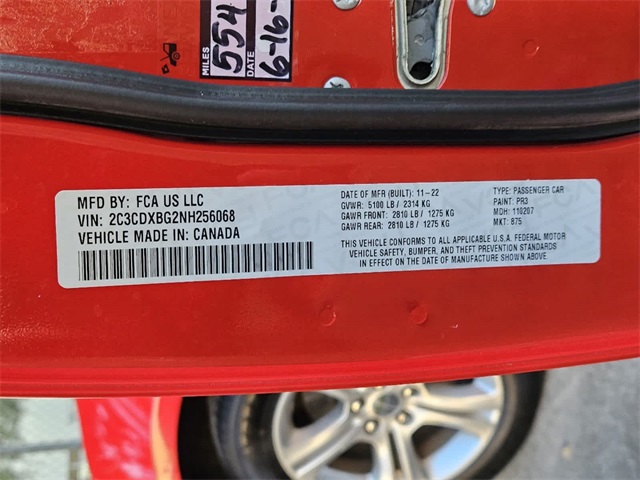 MILES
554
DATE
6-16-
MFD BY: FCA US LLC
VIN: 2C3CDXBG2NH256068
VEHICLE MADE IN: CANADA
DATE OF MFR (BUILT): 11-22
GVWR: 5100 LB / 2314 KG
GAWR FRONT: 2810 LB / 1275 KG
GAWR REAR: 2810 LB / 1275 KG
TYPE: PASSENGER CAR
PAINT: PR3
MDH: 110207
MKT: 875
THIS VEHICLE CONFORMS TO ALL APPLICABLE U.S.A. FEDERAL MOTOR
VEHICLE SAFETY, BUMPER, AND THEFT PREVENTION STANDARDS
IN EFFECT ON THE DATE OF MANUFACTURE SHOWN ABOVE